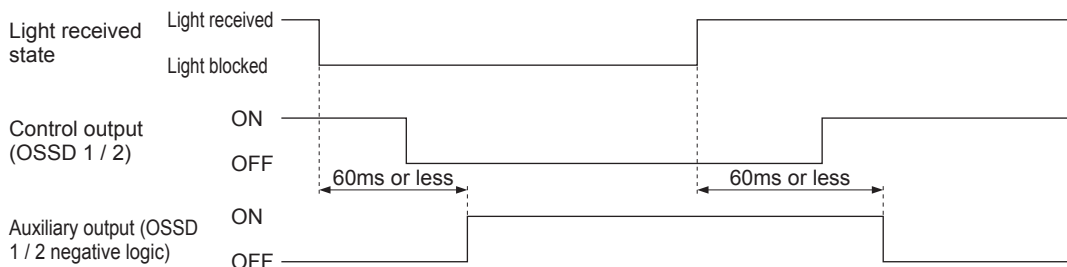 Light received
state
Light received
Light blocked
Control output
(OSSD 1 / 2)
ON
OFF
60ms or less
60ms or less
Auxiliary output (OSSD
1 / 2 negative logic)
ON
OFF